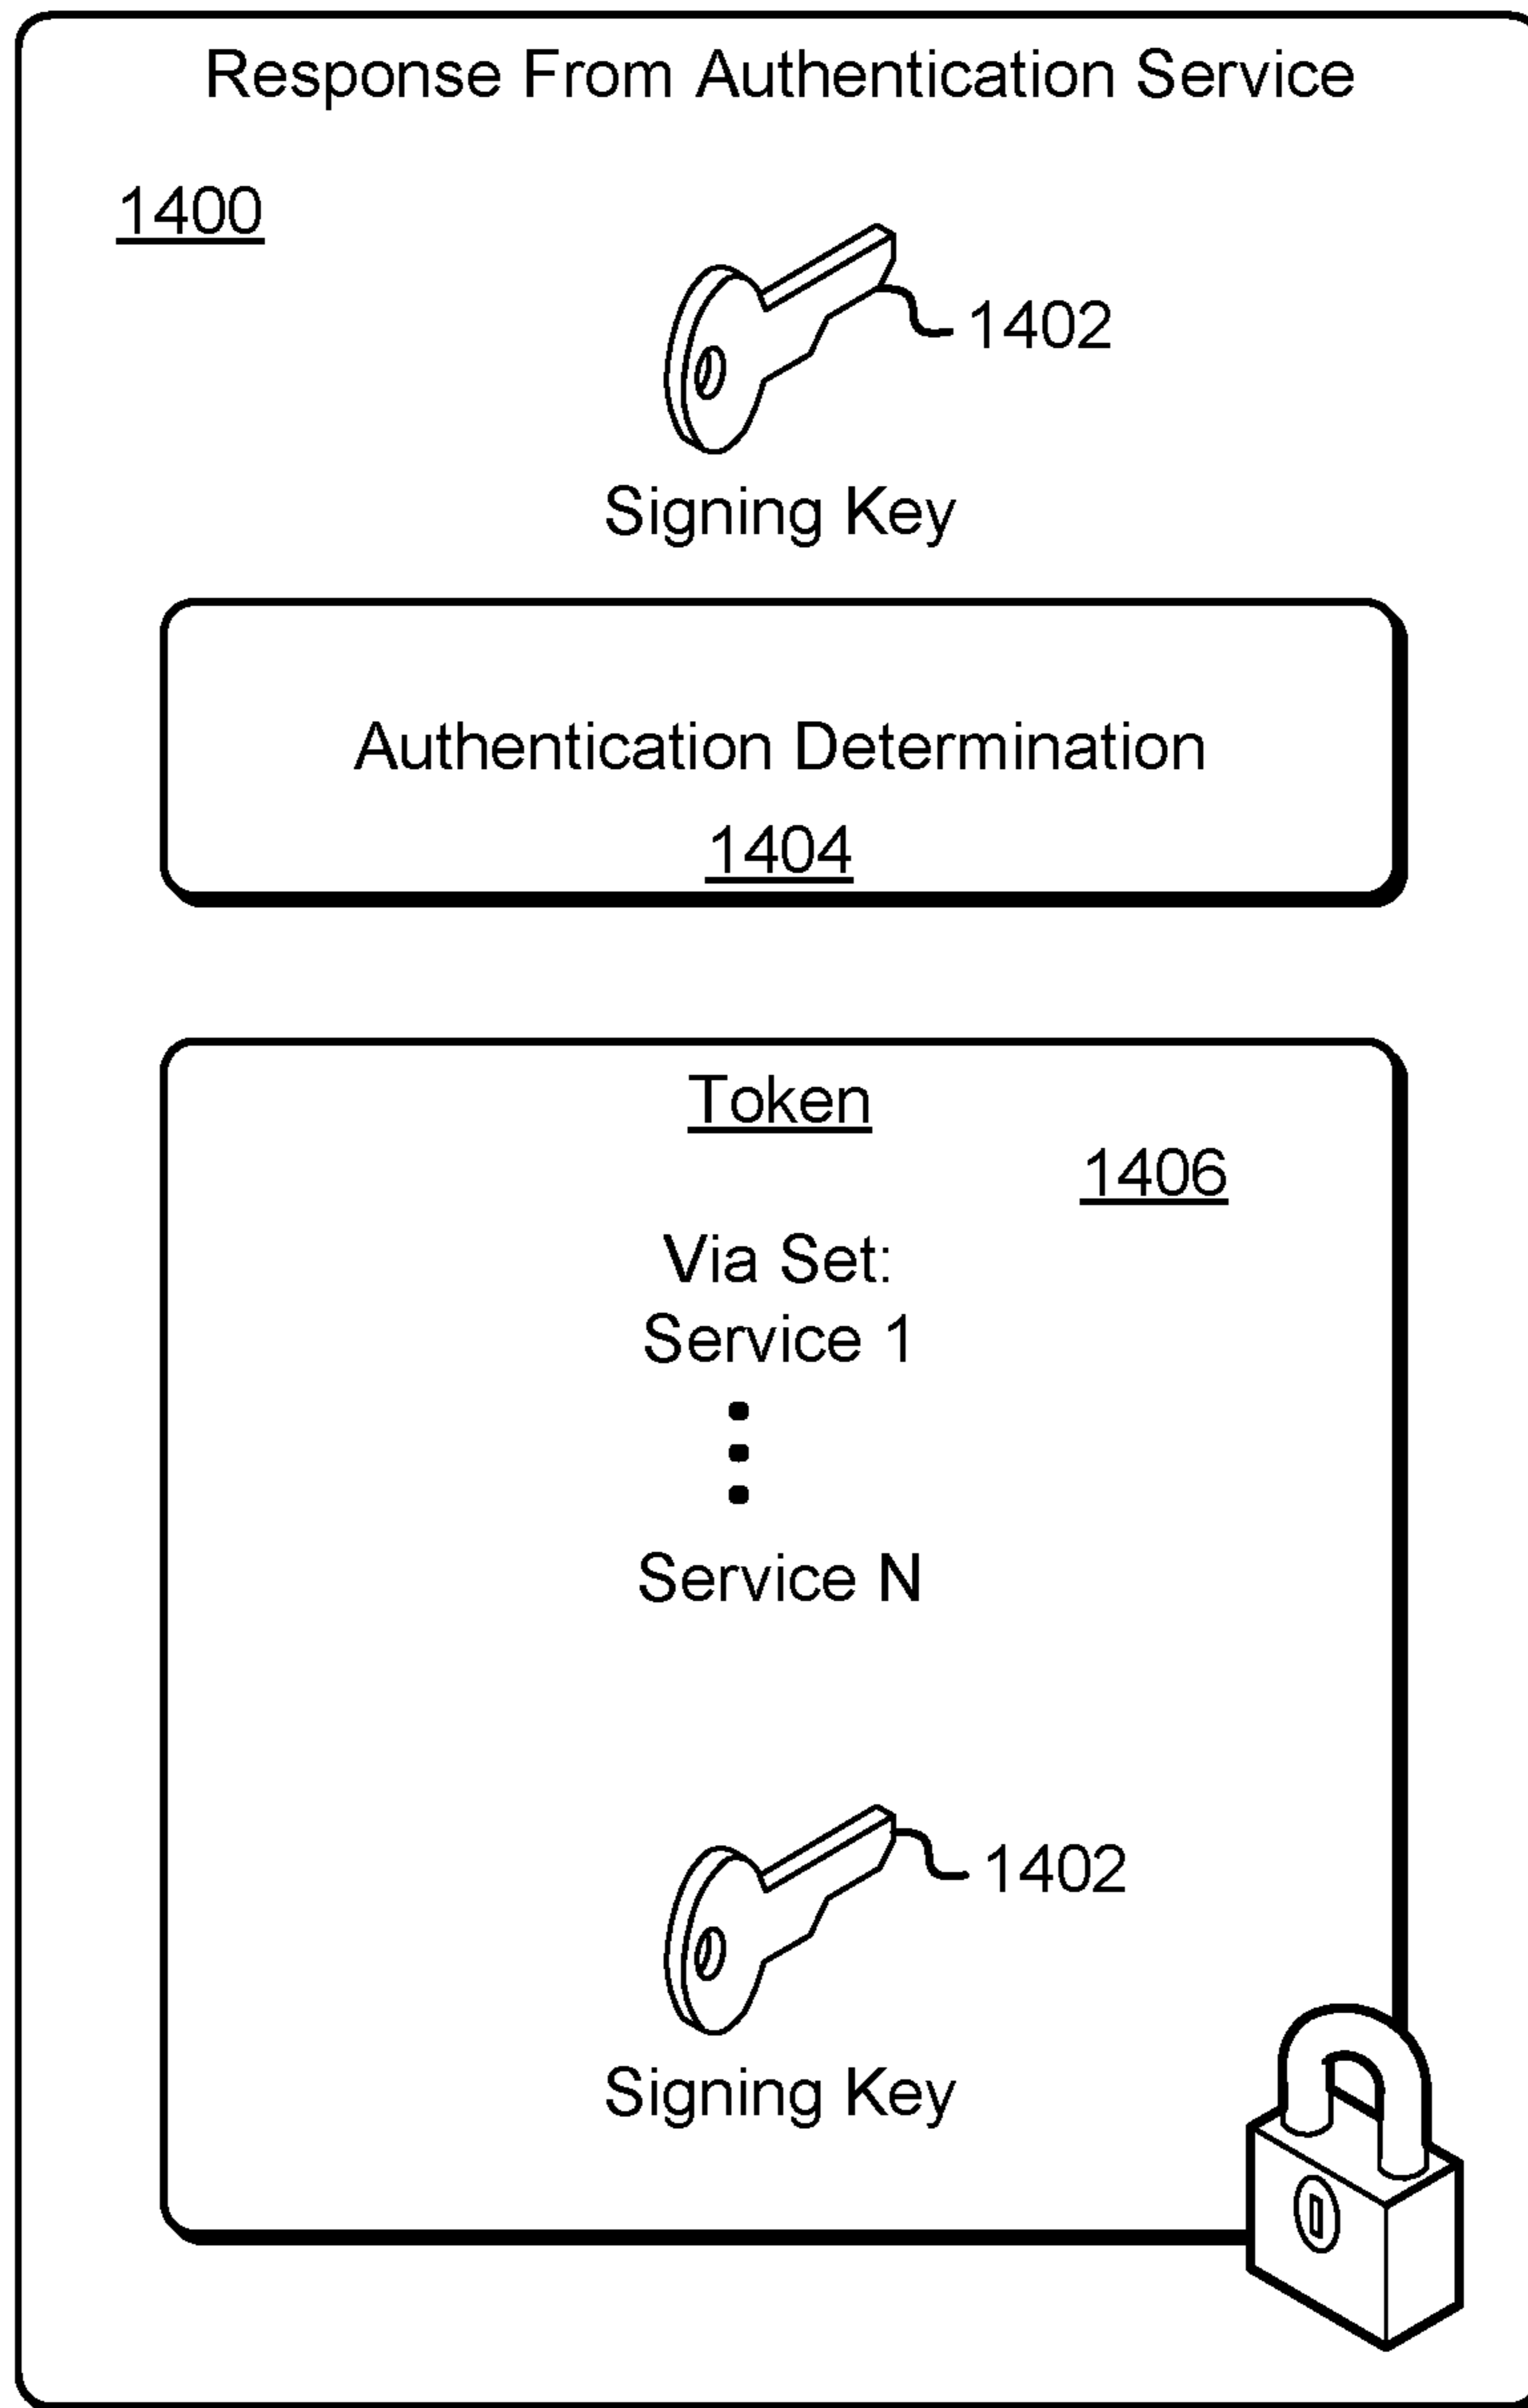 Response From Authentication Service
1400
1402
Signing Key
Authentication Determination
1404
Token
1406
Via Set:
Service 1
Service N
1402
Signing Key